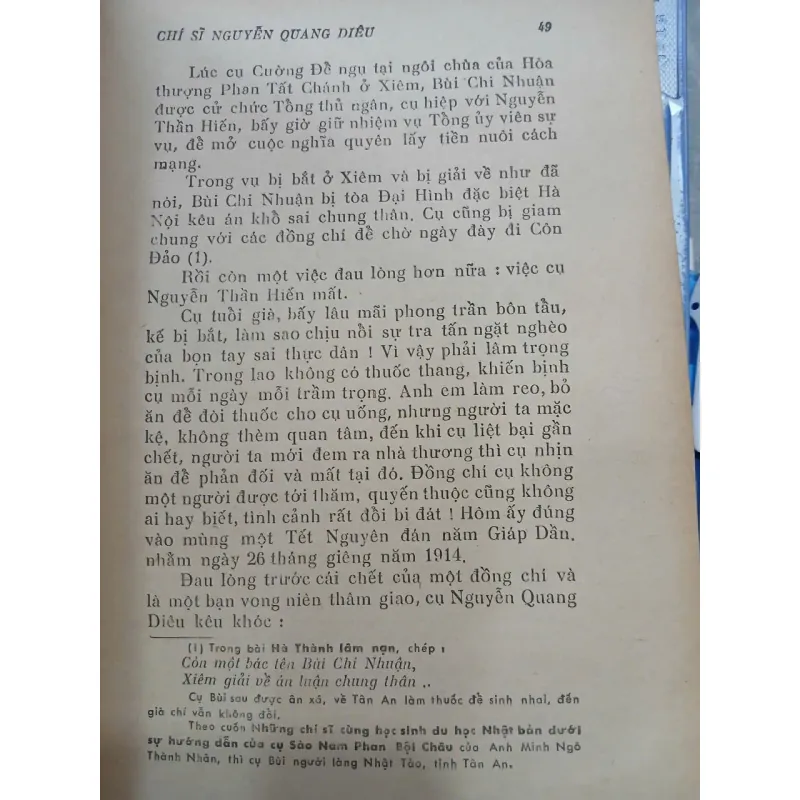 CHÍ SĨ NGUYỄN QUANG DIÊU 49
Lúc cụ Cường Để ngụ tại ngôi chùa của Hòa
thượng Phan Tất Chánh ở Xiêm, Bùi Chi Nhuận
được cử chức Tổng thủ ngân, cụ hiệp với Nguyễn
Thần Hiến, bấy giờ giữ nhiệm vụ Tổng ủy viên sự
vụ, để mở cuộc nghĩa quyên lấy tiền nuôi cách
mạng.
Trong vụ bị bắt ở Xiêm và bị giải về như đã
nói, Bùi Chi Nhuận bị tòa Đại Hình đặc biệt Hà
Nội kêu án khổ sai chung thân. Cụ cũng bị giam
chung với các đồng chí để chờ ngày đày đi Côn
Đảo (1).
Rồi còn một việc đau lòng hơn nữa : việc cụ
Nguyễn Thần Hiến mất.
Cụ tuổi già, bấy lâu mãi phong trần bôn tẩu,
kế bị bắt, làm sao chịu nổi sự tra tấn ngặt nghèo
của bọn tay sai thực dân ! Vì vậy phải lâm trọng
bịnh. Trong lao không có thuốc thang, khiến bịnh
cụ mỗi ngày mỗi trầm trọng. Anh em làm reo, bỏ
ăn để đòi thuốc cho cụ uống, nhưng người ta mặc
kệ, không thèm quan tâm, đến khi cụ liệt bại gần
chết, người ta mới đem ra nhà thương thì cụ nhịn
ăn để phản đối và mất tại đó. Đồng chí cụ không
một người được tới thăm, quyến thuộc cũng không
ai hay biết, tình cảnh rất đỗi bi đát ! Hôm ấy đúng
vào mùng một Tết Nguyên đán năm Giáp Dần.
nhằm ngày 26 tháng giêng năm 1914.
Đau lòng trước cái chết của một đồng chí và
là một bạn vong niên thâm giao, cụ Nguyễn Quang
Diêu kêu khóc :
(1) Trong bài Hà Thành lâm nạn, chép :
Còn một bác tên Bùi Chi Nhuận,
Xiêm giải về án luận chung thân ..
Cụ Bùi sau được ân xá, về Tân An làm thuốc để sinh nhai, đến
già chí vẫn không đổi.
Theo cuốn Những chí sĩ cùng học sinh du học Nhật bản dưới
sự hướng dẫn của cụ Sào Nam Phan Bội Châu của Anh Minh Ngô
Thành Nhân, thì cụ Bùi người làng Nhật Tảo, tỉnh Tân An.